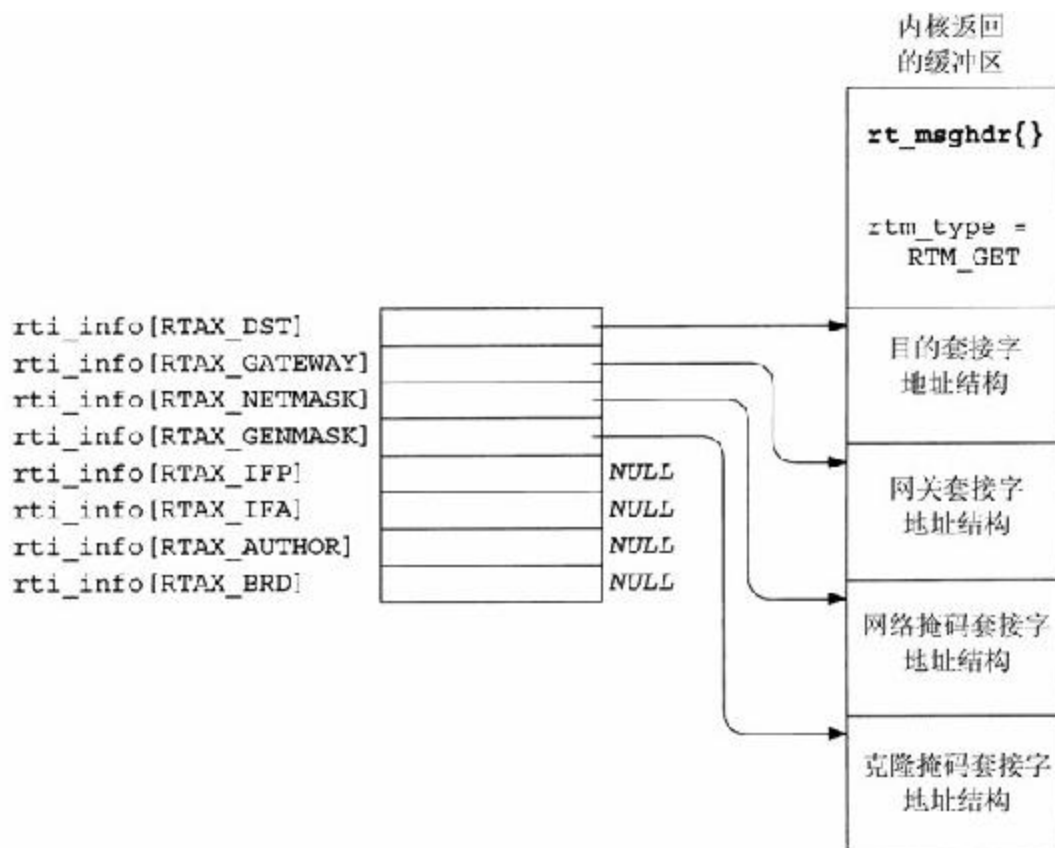 内核返回
的缓冲区
rt_msghdr{}
rtm_type =
RTM_GET
rti_info[RTAX_DST]
rti_info[RTAX_GATEWAY]
rti_info[RTAX_NETMASK]
rti_info[RTAX_GENMASK]
rti_info[RTAX_IFP]
NULL
rti_info[RTAX_IFA]
NULL
rti_info[RTAX_AUTHOR]
NULL
rti_info[RTAX_BRD]
NULL
目的套接字
地址结构
网关套接字
地址结构
网络掩码套接字
地址结构
克隆掩码套接字
地址结构